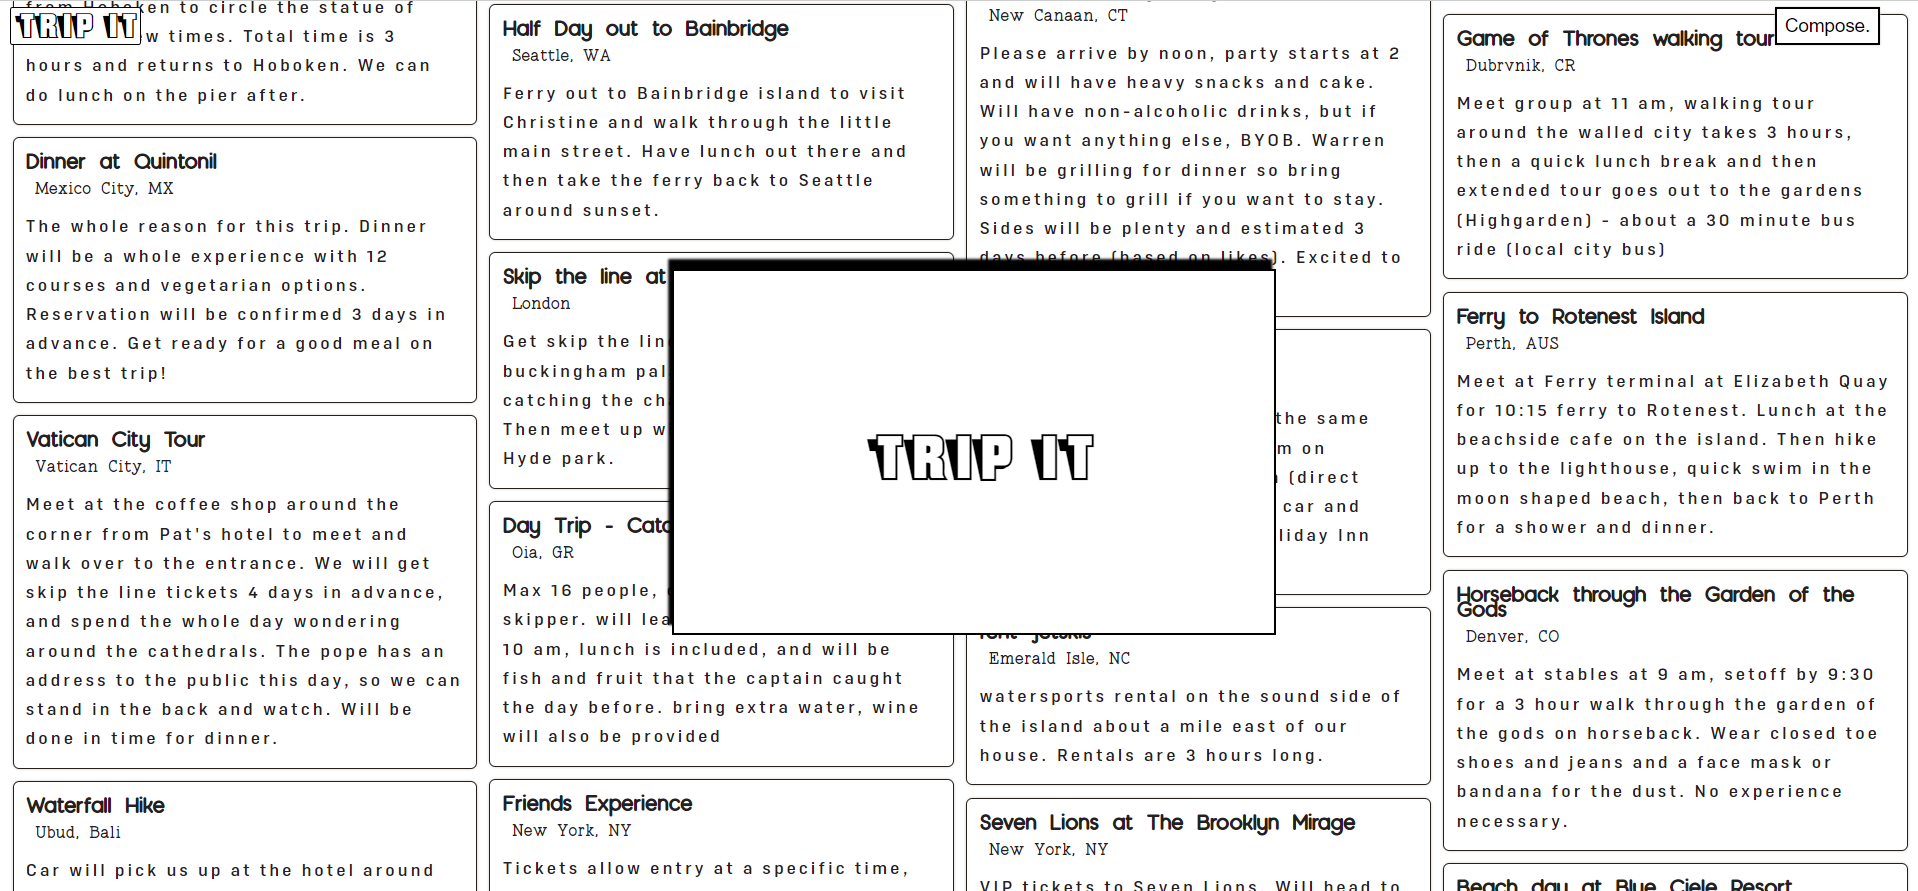 from Hoboken to circle the statue of
TRIP IT
few times. Total time is 3
hours and returns to Hoboken. We can
do lunch on the pier after.
Dinner at Quintonil
Mexico City, MX
The whole reason for this trip. Dinner
will be a whole experience with 12
courses and vegetarian options.
Reservation will be confirmed 3 days in
advance. Get ready for a good meal on
the best trip!
Vatican City Tour
Vatican City, IT
Meet at the coffee shop around the
corner from Pat's hotel to meet and
walk over to the entrance. We will get
skip the line tickets 4 days in advance,
and spend the whole day wondering
around the cathedrals. The pope has an
address to the public this day, so we can
stand in the back and watch. Will be
done in time for dinner.
Waterfall Hike
Ubud, Bali
Car will pick us up at the hotel around
Half Day out to Bainbridge
Seattle, WA
Ferry out to Bainbridge island to visit
Christine and walk through the little
main street. Have lunch out there and
then take the ferry back to Seattle
around sunset.
Skip the line at
London
Get skip the line
buckingham pal
catching the ch
Then meet up w
Hyde park.
Day Trip - Cata
Oia, GR
Max 16 people,
skipper. will lea
10 am, lunch is included, and will be
fish and fruit that the captain caught
the day before. bring extra water, wine
will also be provided
Friends Experience
New York, NY
Tickets allow entry at a specific time,
New Canaan, CT
Please arrive by noon, party starts at 2
and will have heavy snacks and cake.
Will have non-alcoholic drinks, but if
you want anything else, BYOB. Warren
will be grilling for dinner so bring
something to grill if you want to stay.
Sides will be plenty and estimated 3
days before (based on likes). Excited to
TRIP IT
the same
m on
(direct
car and
liday Inn
rent jetskis
Emerald Isle, NC
watersports rental on the sound side of
the island about a mile east of our
house. Rentals are 3 hours long.
Seven Lions at The Brooklyn Mirage
New York, NY
VIP tickets to Seven Lions. Will head to
Compose.
Game of Thrones walking tour
Dubrvnik, CR
Meet group at 11 am, walking tour
around the walled city takes 3 hours,
then a quick lunch break and then
extended tour goes out to the gardens
(Highgarden) - about a 30 minute bus
ride (local city bus)
Ferry to Rotenest Island
Perth, AUS
Meet at Ferry terminal at Elizabeth Quay
for 10:15 ferry to Rotenest. Lunch at the
beachside cafe on the island. Then hike
up to the lighthouse, quick swim in the
moon shaped beach, then back to Perth
for a shower and dinner.
Horseback through the Garden of the
Gods
Denver, CO
Meet at stables at 9 am, setoff by 9:30
for a 3 hour walk through the garden of
the gods on horseback. Wear closed toe
shoes and jeans and a face mask or
bandana for the dust. No experience
necessary.
Beach day at Blue Ciele Resort